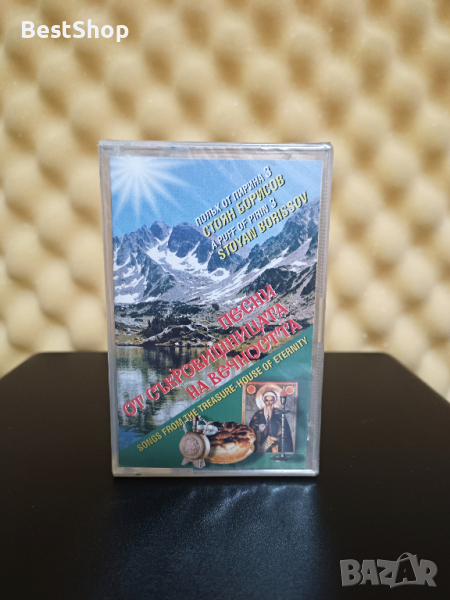 BestShop
ПОЛЪХ ОТ ПИРИНА 3
СТОЯН БОРИСОВ
A PUFF OF PIRIN 3
STOYAN BORISSOV
ПЕСНИ
ОТ СЪКРОВИЩНИЦАТА
НА ВЕЧНОСТТА
SONGS FROM THE TREASURE-HOUSE OF ETERNITY
BAZAR